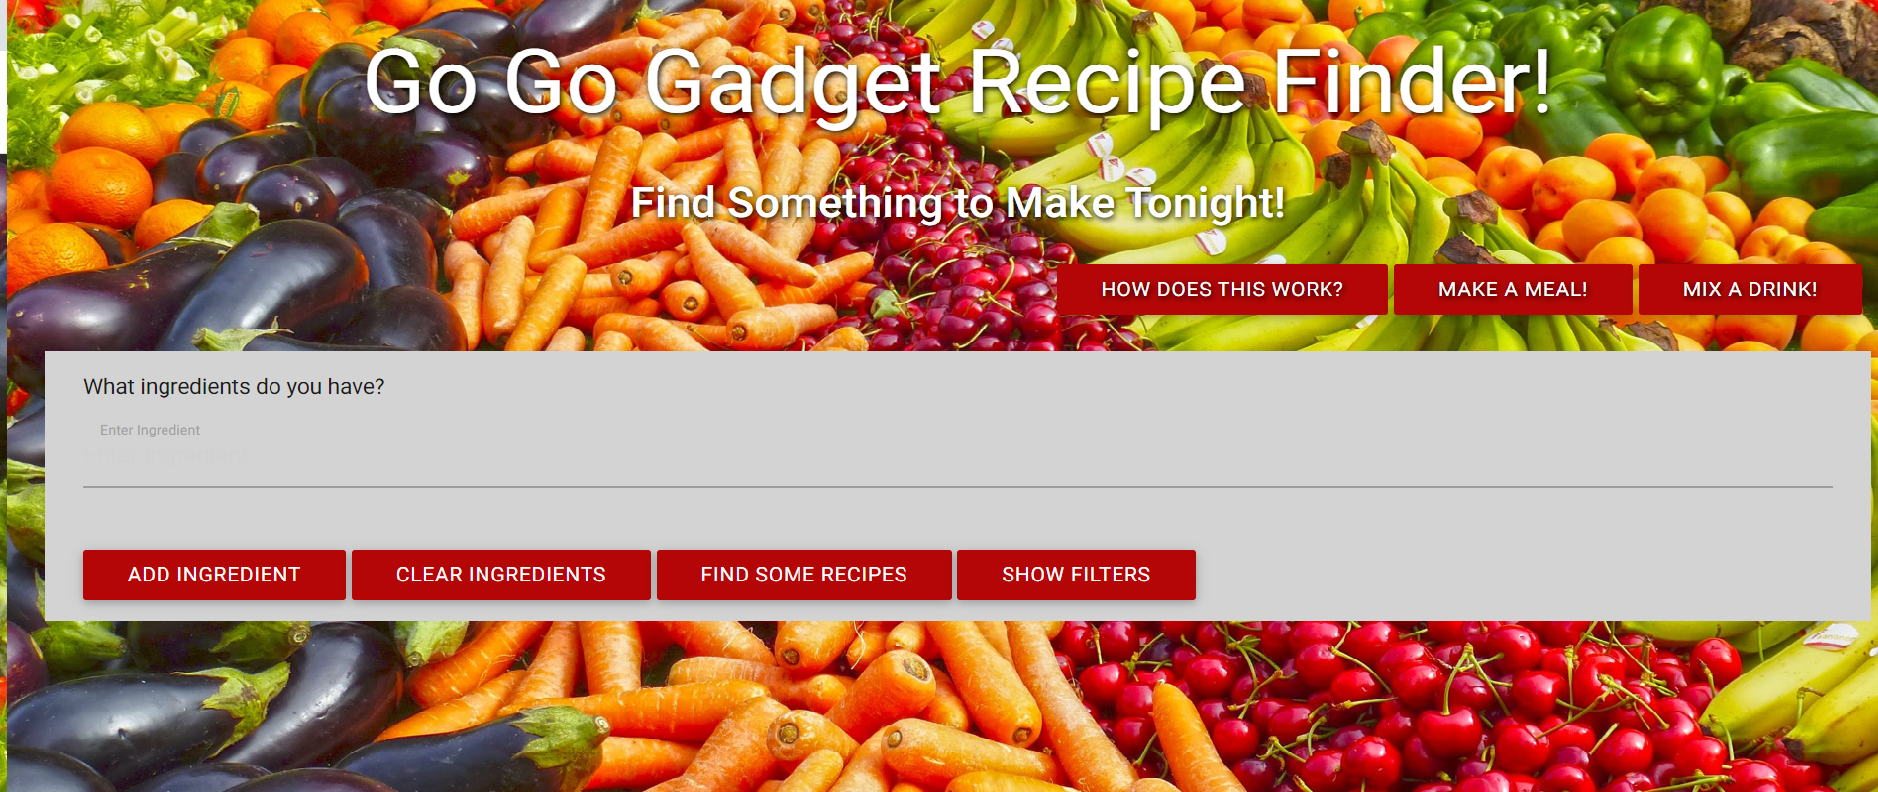 Go Go Gadget Recipe Finder!
Find Something to Make Tonight!
HOW DOES THIS WORK? MAKE A MEAL! MIX A DRINK!
What ingredients do you have?
Enter Ingredient
Enter Ingredient
ADD INGREDIENT CLEAR INGREDIENTS FIND SOME RECIPES SHOW FILTERS